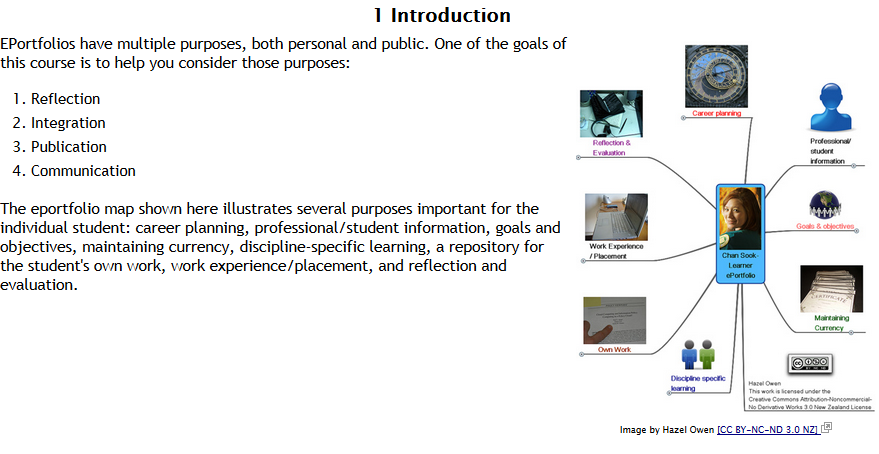 1 Introduction
EPortfolios have multiple purposes, both personal and public. One of the goals of
this course is to help you consider those purposes:
1. Reflection
2. Integration
3. Publication
4. Communication
The eportfolio map shown here illustrates several purposes important for the
individual student: career planning, professional/student information, goals and
objectives, maintaining currency, discipline-specific learning, a repository for
the student's own work, work experience/placement, and reflection and
evaluation.
Career planning
Reflection &
Evaluation
Professional/
student
information
Work Experience
/ Placement
Goals & objectives
Chan Sook-
Learner
ePortfolio
CERTIFICATE
Maintaining
Currency
Own Work
Discipline specific
learning
Hazel Owen
This work is licensed under the
Creative Commons Attribution-Noncommercial-
No Derivative Works 3.0 New Zealand License
Image by Hazel Owen [CC BY-NC-ND 3.0 NZ]